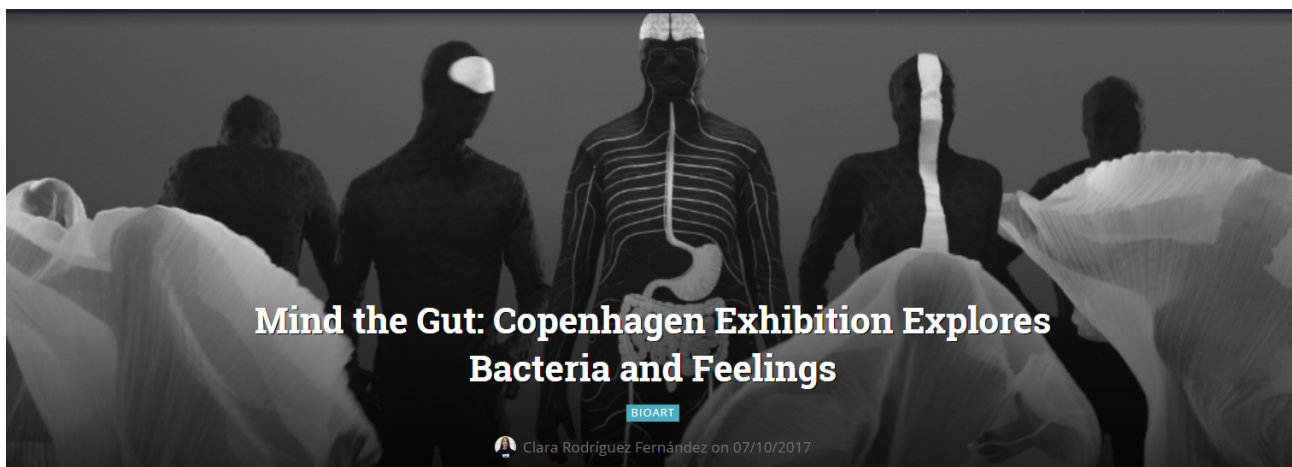 Mind the Gut: Copenhagen Exhibition Explores
Bacteria and Feelings
BIOART
Clara Rodríguez Fernández on 07/10/2017